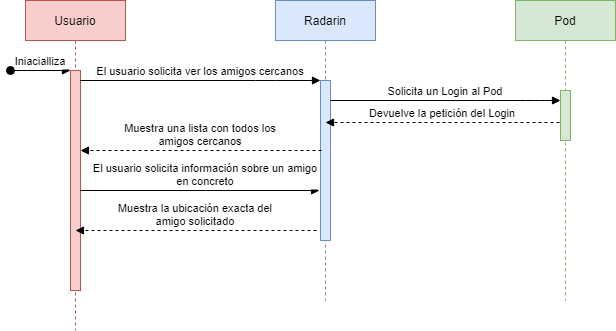 Usuario
Radarin
Pod
Iniacialliza
El usuario solicita ver los amigos cercanos
Solicita un Login al Pod
Devuelve la petición del Login
Muestra una lista con todos los
amigos cercanos
El usuario solicita información sobre un amigo
en concreto
Muestra la ubicación exacta del
amigo solicitado